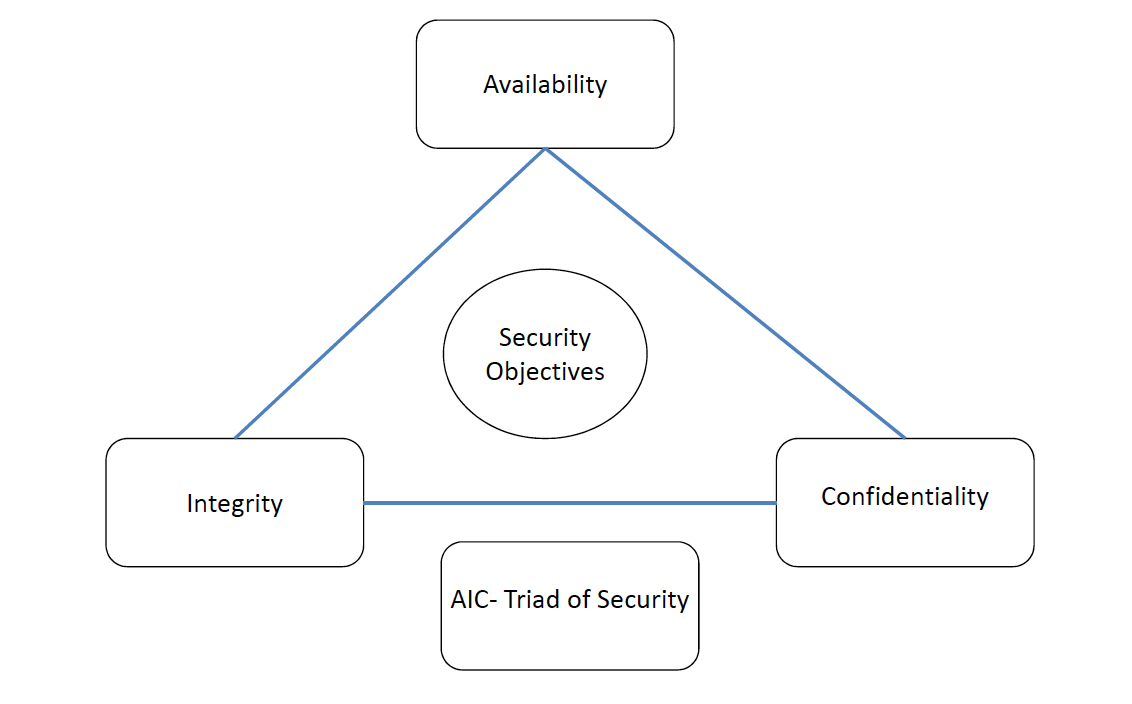 Availability
Security
Objectives
Integrity
Confidentiality
AIC- Triad of Security